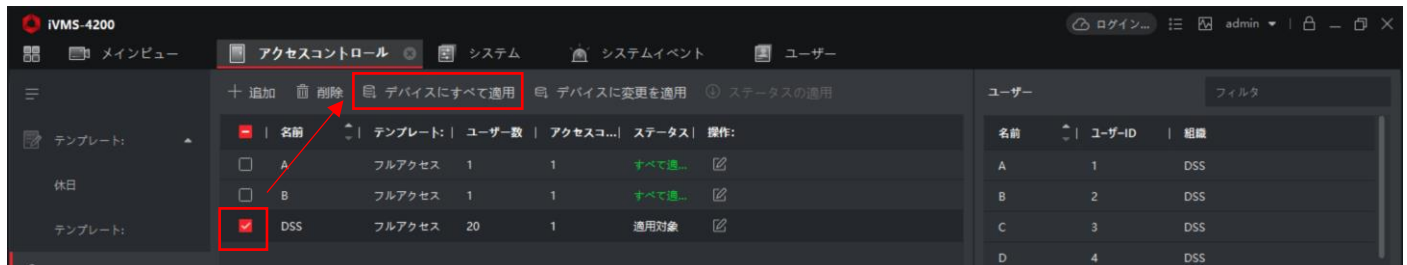 iVMS-4200 ログイン... admin
メインビュー アクセスコントロール システム システムイベント ユーザー
追加 削除 デバイスにすべて適用 デバイスに変更を適用 ステータスの適用 ユーザー フィルタ
テンプレート: 名前 テンプレート: ユーザー数 アクセスコ... ステータス 操作: 名前 ユーザーID 組織
A フルアクセス 1 1 すべて適... A 1 DSS
休日 B フルアクセス 1 1 すべて適... B 2 DSS
テンプレート: DSS フルアクセス 20 1 適用対象 C 3 DSS
D 4 DSS